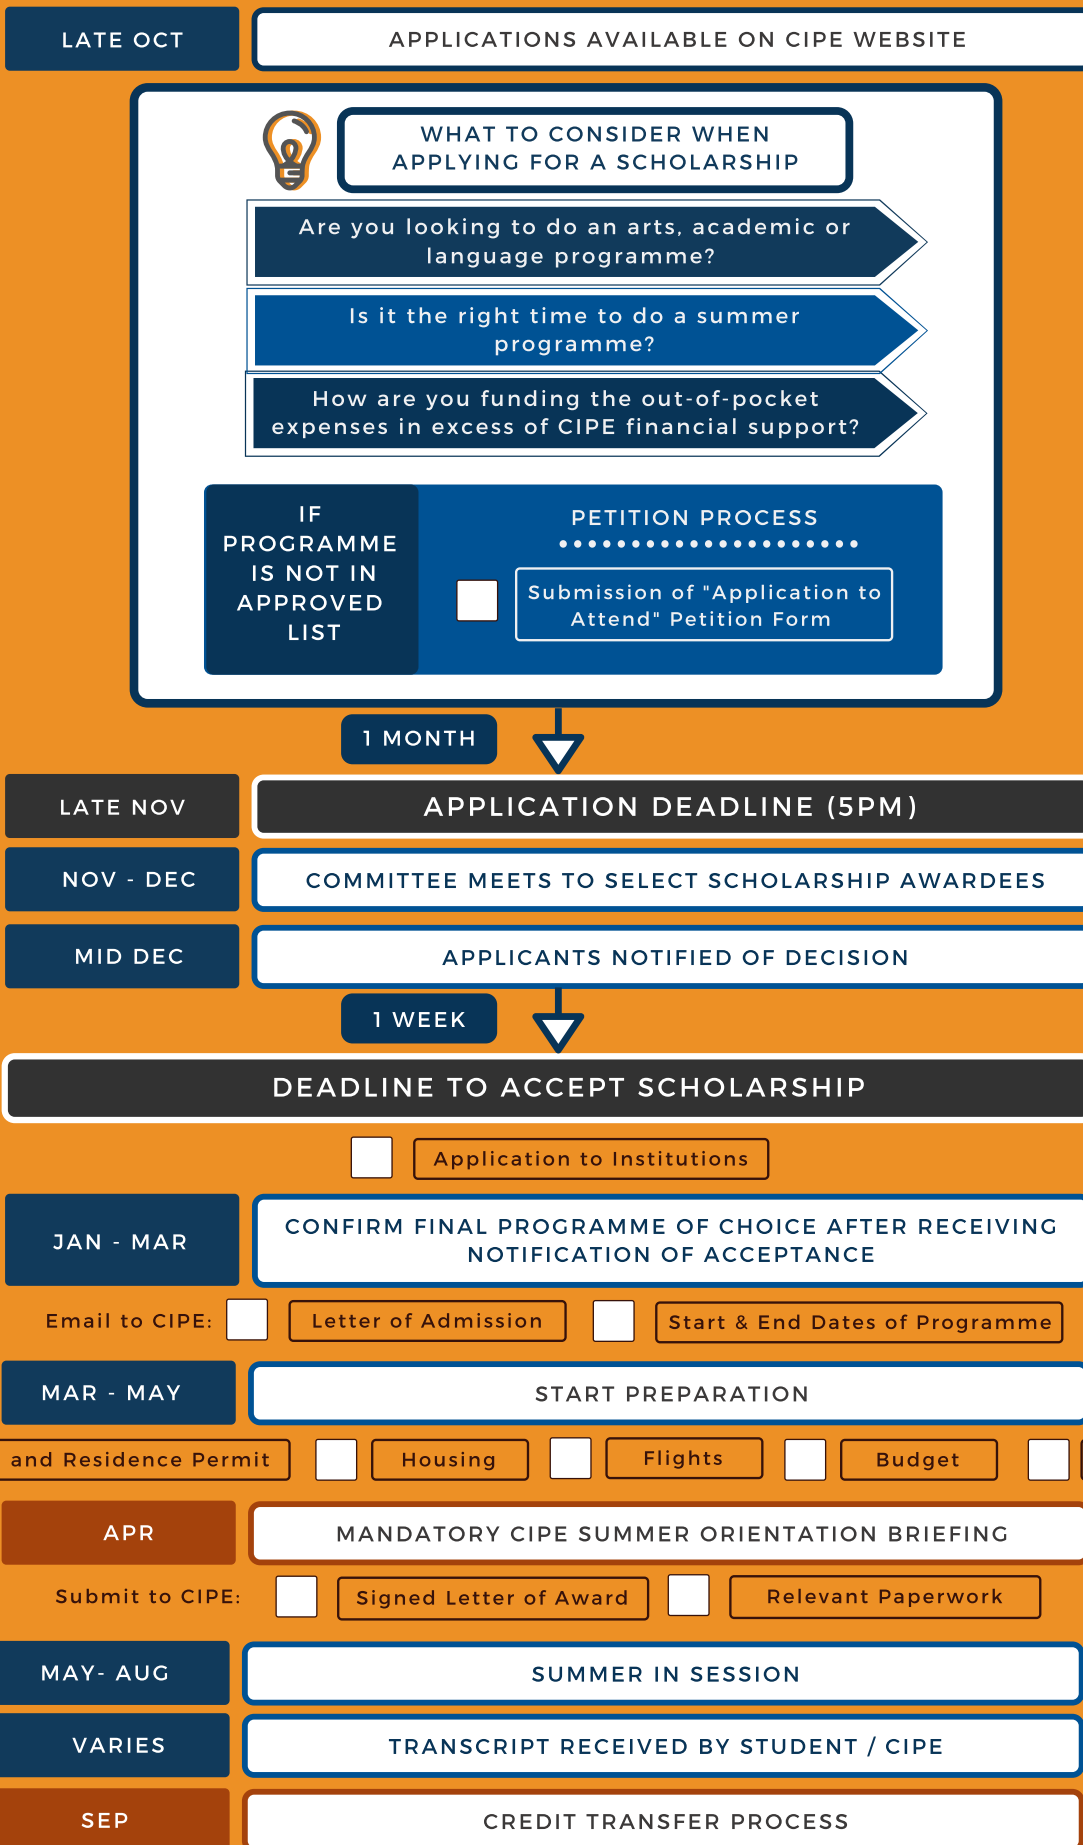 LATE OCT
APPLICATIONS AVAILABLE ON CIPE WEBSITE
WHAT TO CONSIDER WHEN
APPLYING FOR A SCHOLARSHIP
Are you looking to do an arts, academic or
language programme?
Is it the right time to do a summer
programme?
How are you funding the out-of-pocket
expenses in excess of CIPE financial support?
IF
PROGRAMME
IS NOT IN
APPROVED
LIST
PETITION PROCESS
Submission of "Application to
Attend" Petition Form
1 MONTH
LATE NOV
APPLICATION DEADLINE (5PM)
NOV - DEC
COMMITTEE MEETS TO SELECT SCHOLARSHIP AWARDEES
MID DEC
APPLICANTS NOTIFIED OF DECISION
1 WEEK
DEADLINE TO ACCEPT SCHOLARSHIP
Application to Institutions
JAN - MAR
CONFIRM FINAL PROGRAMME OF CHOICE AFTER RECEIVING
NOTIFICATION OF ACCEPTANCE
Email to CIPE:
Letter of Admission
Start & End Dates of Programme
MAR - MAY
START PREPARATION
and Residence Permit
Housing
Flights
Budget
APR
MANDATORY CIPE SUMMER ORIENTATION BRIEFING
Submit to CIPE:
Signed Letter of Award
Relevant Paperwork
MAY- AUG
SUMMER IN SESSION
VARIES
TRANSCRIPT RECEIVED BY STUDENT / CIPE
SEP
CREDIT TRANSFER PROCESS